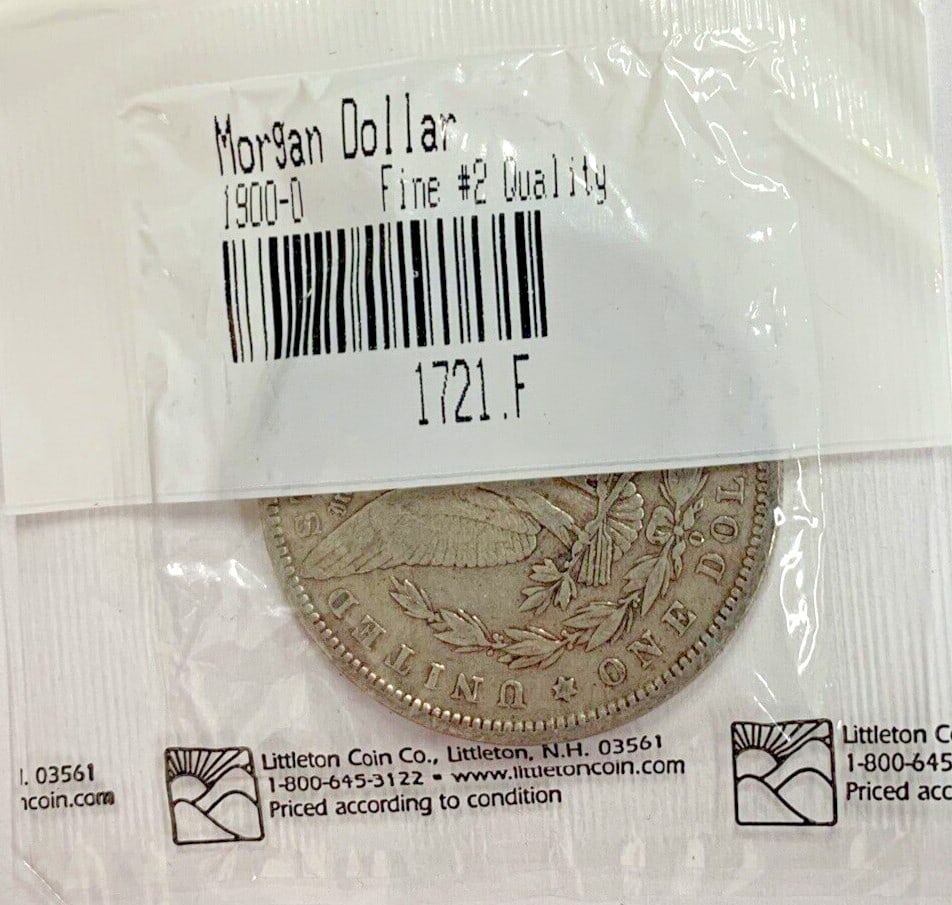 Morgan Dollar
1900-O Fine #2 Quality
1721.F
UNITED S
ONE DOL
O
Littleton Coin Co., Littleton, N.H. 03561
1-800-645-3122 • www.littletoncoin.com
Priced according to condition
. 03561
coin.com
Littleton C
1-800-645
Priced acc